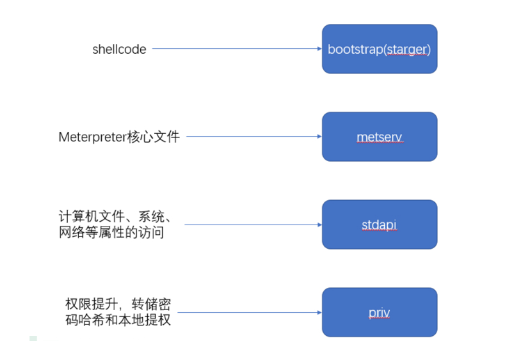 shellcode
bootstrap(starger)
Meterpreter核心文件
metserv
计算机文件、系统、
网络等属性的访问
stdapi
权限提升，转储密
码哈希和本地提权
priv